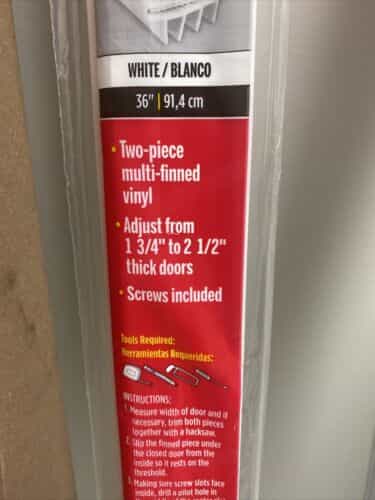 WHITE / BLANCO
36" | 91,4 cm
• Two-piece
multi-finned
vinyl
• Adjust from
1 3/4" to 2 1/2"
thick doors
• Screws included
Tools Required:
Herramientas Requeridas:
INSTRUCTIONS:
1. Measure width of door and if
necessary, trim both pieces
together with a hacksaw.
2. Slip the finned piece under
the closed door from the
inside so it rests on the
threshold.
3. Making sure screw slots face
inside, drill a pilot hole in